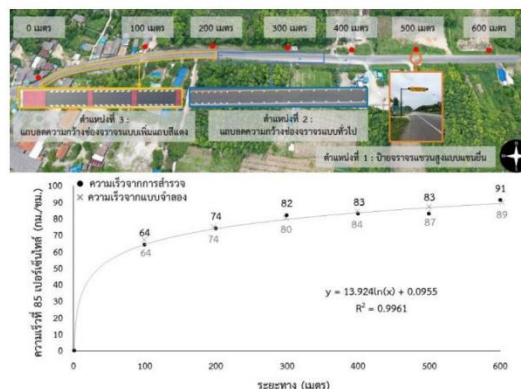 0 เมตร
100 เมตร
200 เมตร
300 เมตร
400 เมตร
500 เมตร
600 เมตร
ตำแหน่งที่ 3 :
แถบลดความกว้างช่องจราจรแบบเพิ่มแถบสีแดง
ตำแหน่งที่ 2 :
แถบลดความกว้างช่องจราจรแบบทั่วไป
ตำแหน่งที่ 1 : ป้ายจราจรแขวนสูงแบบแขนยื่น
ความเร็วที่ 85 เปอร์เซ็นไทล์ (กม/ชม.)
100
90
80
70
60
50
40
30
20
10
0
ความเร็วจากการสำรวจ
ความเร็วจากแบบจำลอง
64
74
82
83
83
91
64
74
80
84
87
89
y = 13.924ln(x) + 0.0955
R² = 0.9961
0
100
200
300
400
500
600
ระยะทาง (เมตร)